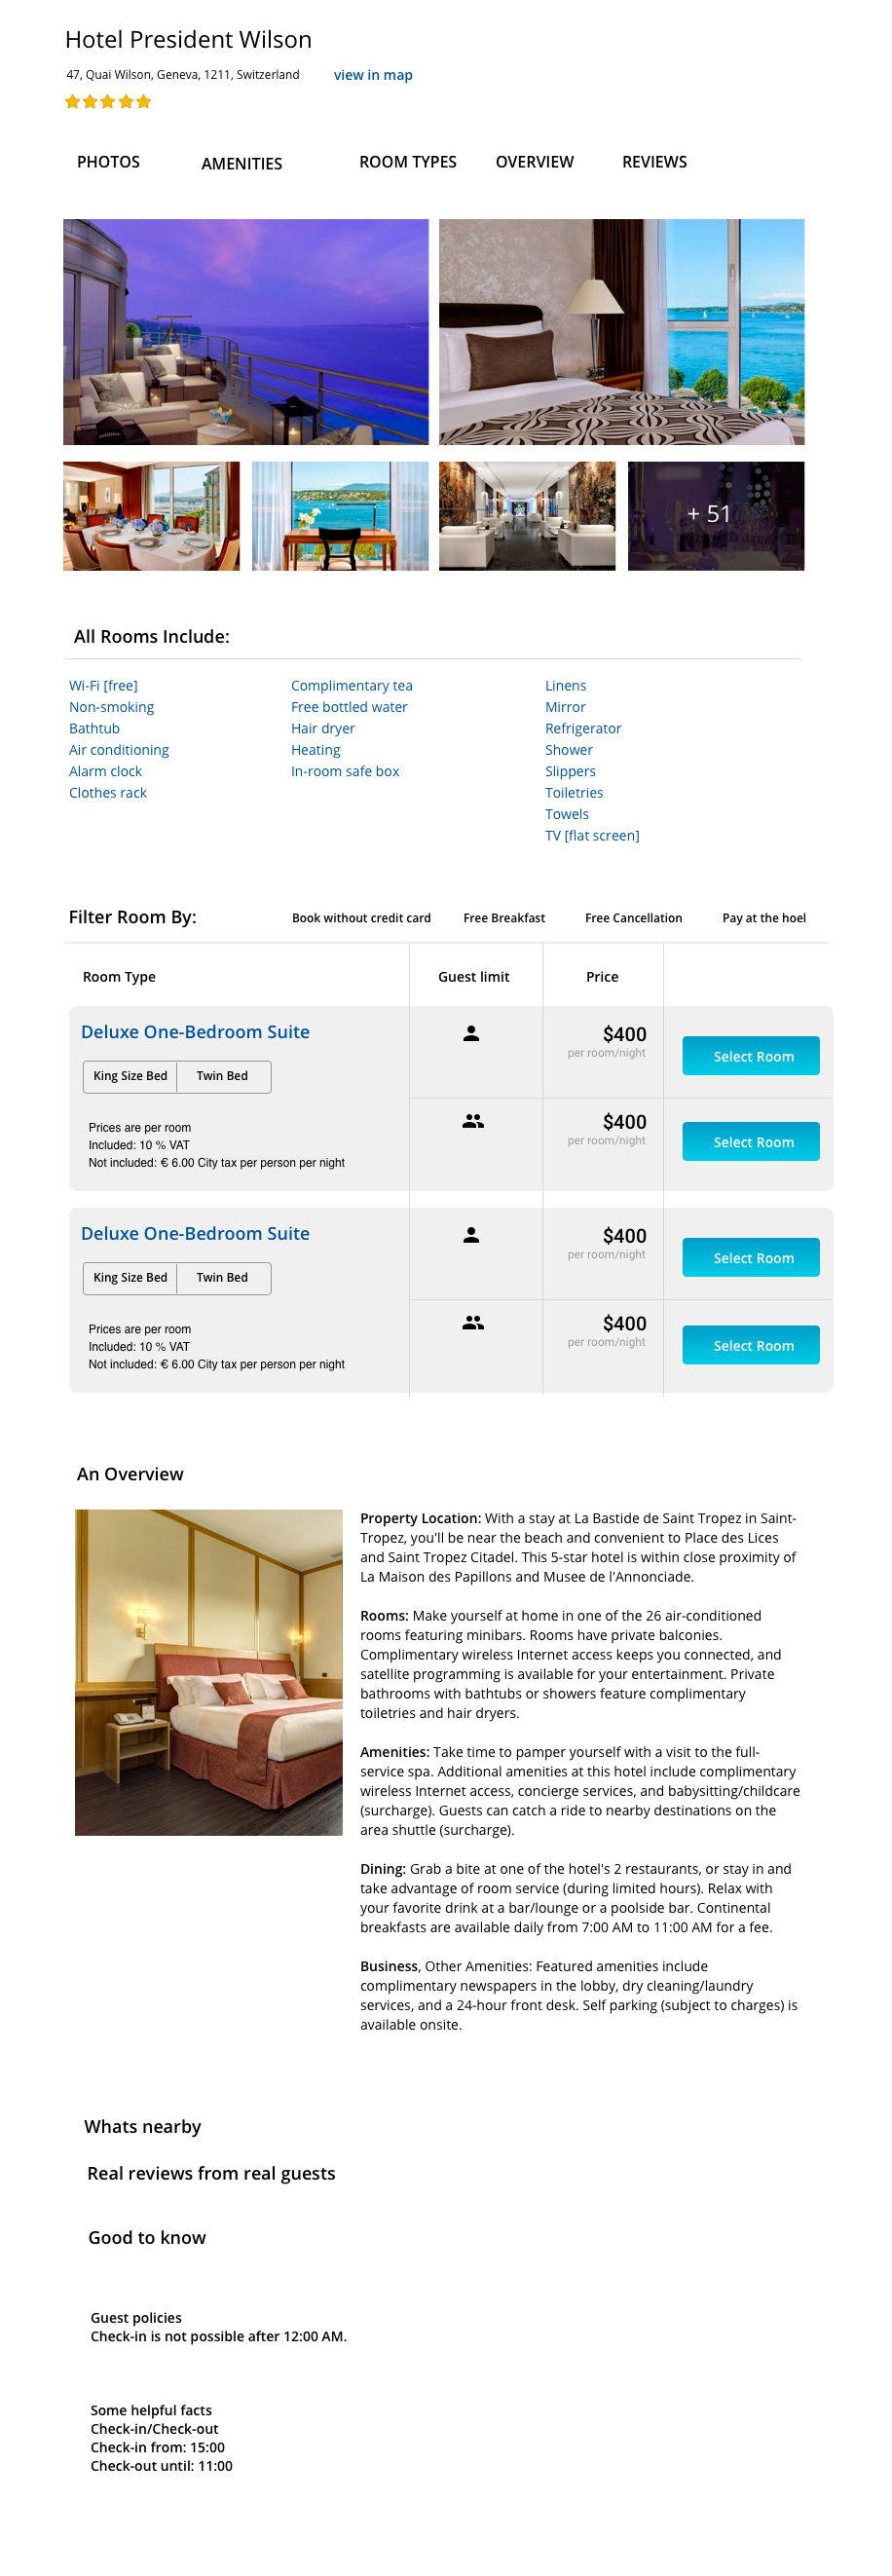 Hotel President Wilson
47, Quai Wilson, Geneva, 1211, Switzerland view in map
PHOTOS AMENITIES ROOM TYPES OVERVIEW REVIEWS
+ 51
All Rooms Include:
Wi-Fi [free] Complimentary tea Linens
Non-smoking Free bottled water Mirror
Bathtub Hair dryer Refrigerator
Air conditioning Heating Shower
Alarm clock In-room safe box Slippers
Clothes rack Toiletries
Towels
TV [flat screen]
Filter Room By: Book without credit card Free Breakfast Free Cancellation Pay at the hoel
Room Type Guest limit Price
Deluxe One-Bedroom Suite $400
per room/night
Select Room
King Size Bed Twin Bed
$400
per room/night
Select Room
Prices are per room
Included: 10 % VAT
Not included: € 6.00 City tax per person per night
Deluxe One-Bedroom Suite $400
per room/night
Select Room
King Size Bed Twin Bed
$400
per room/night
Select Room
Prices are per room
Included: 10 % VAT
Not included: € 6.00 City tax per person per night
An Overview
Property Location: With a stay at La Bastide de Saint Tropez in Saint-
Tropez, you'll be near the beach and convenient to Place des Lices
and Saint Tropez Citadel. This 5-star hotel is within close proximity of
La Maison des Papillons and Musee de l'Annonciade.
Rooms: Make yourself at home in one of the 26 air-conditioned
rooms featuring minibars. Rooms have private balconies.
Complimentary wireless Internet access keeps you connected, and
satellite programming is available for your entertainment. Private
bathrooms with bathtubs or showers feature complimentary
toiletries and hair dryers.
Amenities: Take time to pamper yourself with a visit to the full-
service spa. Additional amenities at this hotel include complimentary
wireless Internet access, concierge services, and babysitting/childcare
(surcharge). Guests can catch a ride to nearby destinations on the
area shuttle (surcharge).
Dining: Grab a bite at one of the hotel's 2 restaurants, or stay in and
take advantage of room service (during limited hours). Relax with
your favorite drink at a bar/lounge or a poolside bar. Continental
breakfasts are available daily from 7:00 AM to 11:00 AM for a fee.
Business, Other Amenities: Featured amenities include
complimentary newspapers in the lobby, dry cleaning/laundry
services, and a 24-hour front desk. Self parking (subject to charges) is
available onsite.
Whats nearby
Real reviews from real guests
Good to know
Guest policies
Check-in is not possible after 12:00 AM.
Some helpful facts
Check-in/Check-out
Check-in from: 15:00
Check-out until: 11:00